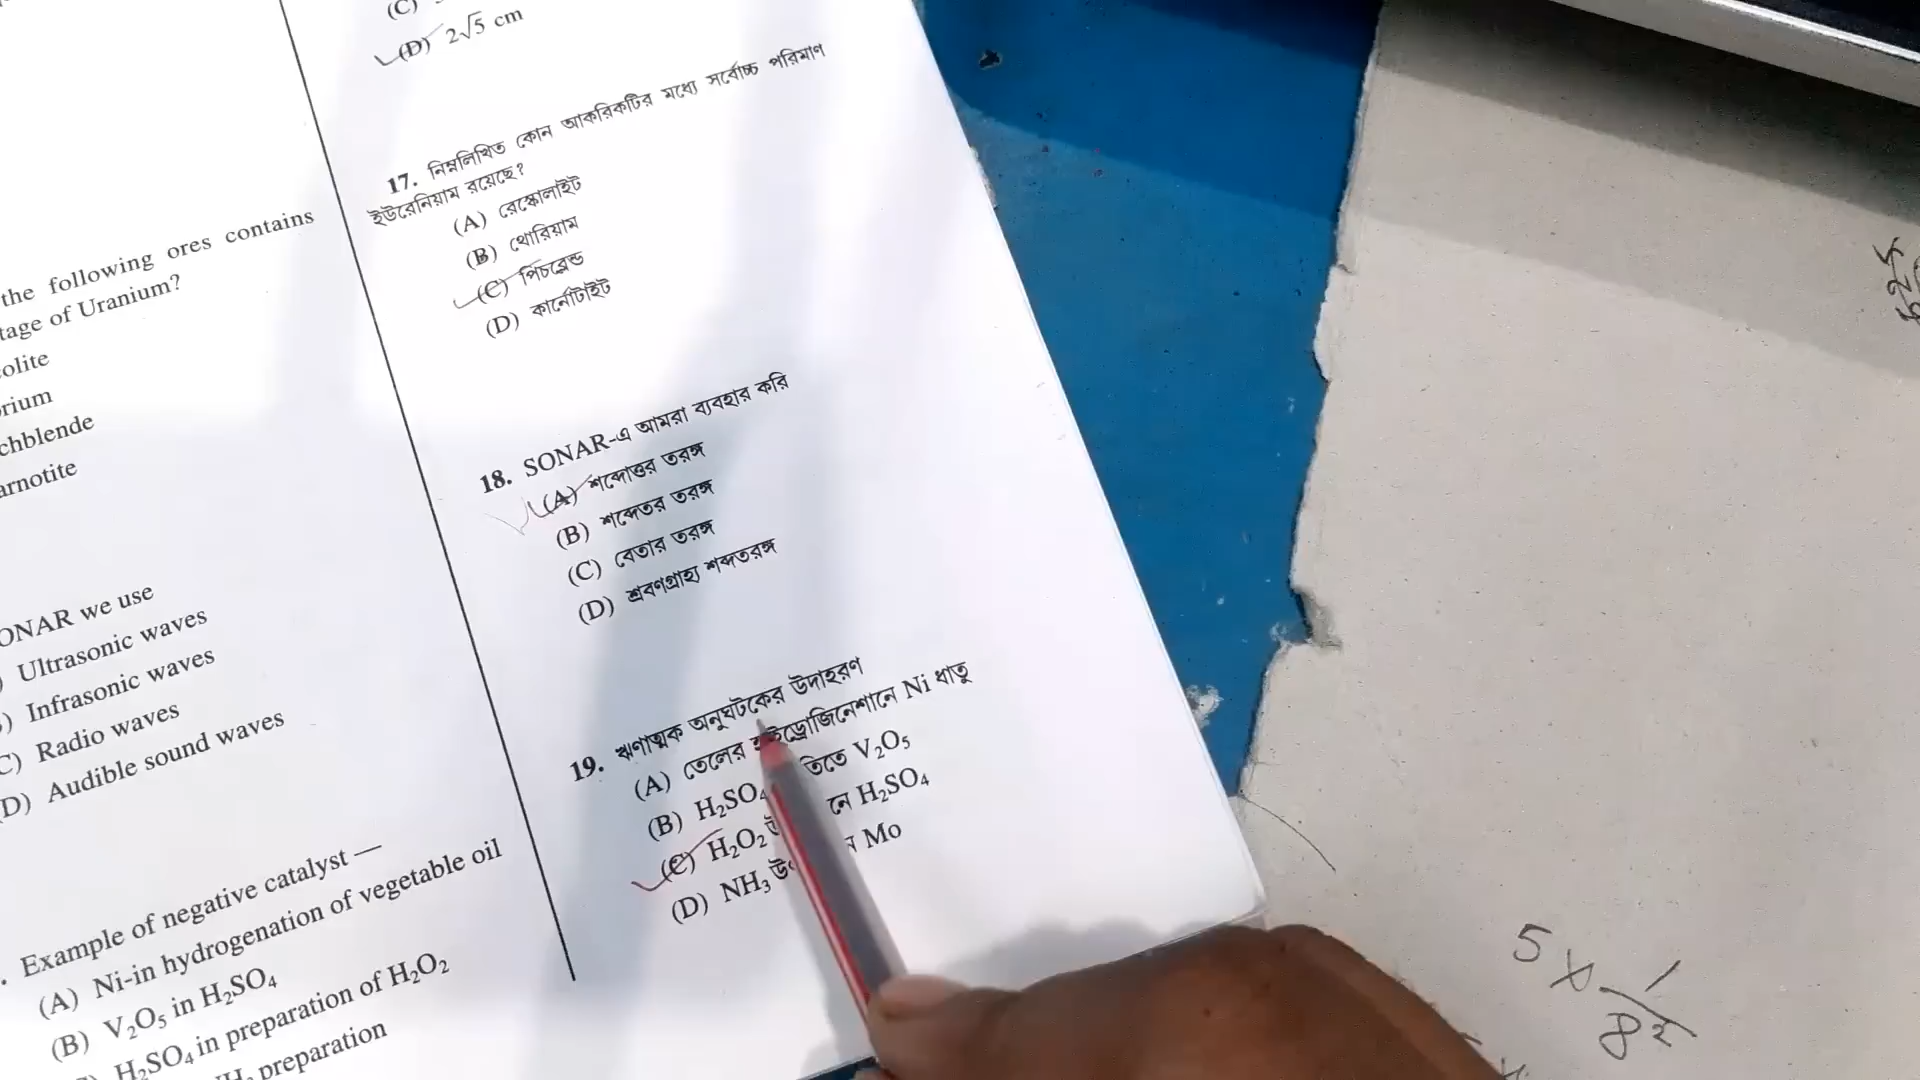 the following ores contains
tage of Uranium?
olite
rium
chblende
arnotite
ONAR we use
Ultrasonic waves
) Infrasonic waves
C) Radio waves
D) Audible sound waves
. Example of negative catalyst —
(A) Ni-in hydrogenation of vegetable oil
(B) V₂O₅ in H₂SO₄
H₂SO₄ in preparation of H₂O₂
preparation
(C)
(D) 2√5 cm
17. নিম্নলিখিত কোন আকরিকটির মধ্যে সর্বোচ্চ পরিমাণ
ইউরেনিয়াম রয়েছে?
(A) রেস্কোলাইট
(B) থোরিয়াম
(C) পিচব্লেন্ড
(D) কার্নোটাইট
18. SONAR-এ আমরা ব্যবহার করি
(A) শব্দোত্তর তরঙ্গ
(B) শব্দেতর তরঙ্গ
(C) বেতার তরঙ্গ
(D) শ্রবণগ্রাহ্য শব্দতরঙ্গ
19. ঋণাত্মক অনুঘটকের উদাহরণ
(A) তেলের হাইড্রোজিনেশানে Ni ধাতু
(B) H₂SO₄ তিতে V₂O₅
(C) H₂O₂ নে H₂SO₄
(D) NH₃ Mo
5 × 1/8²